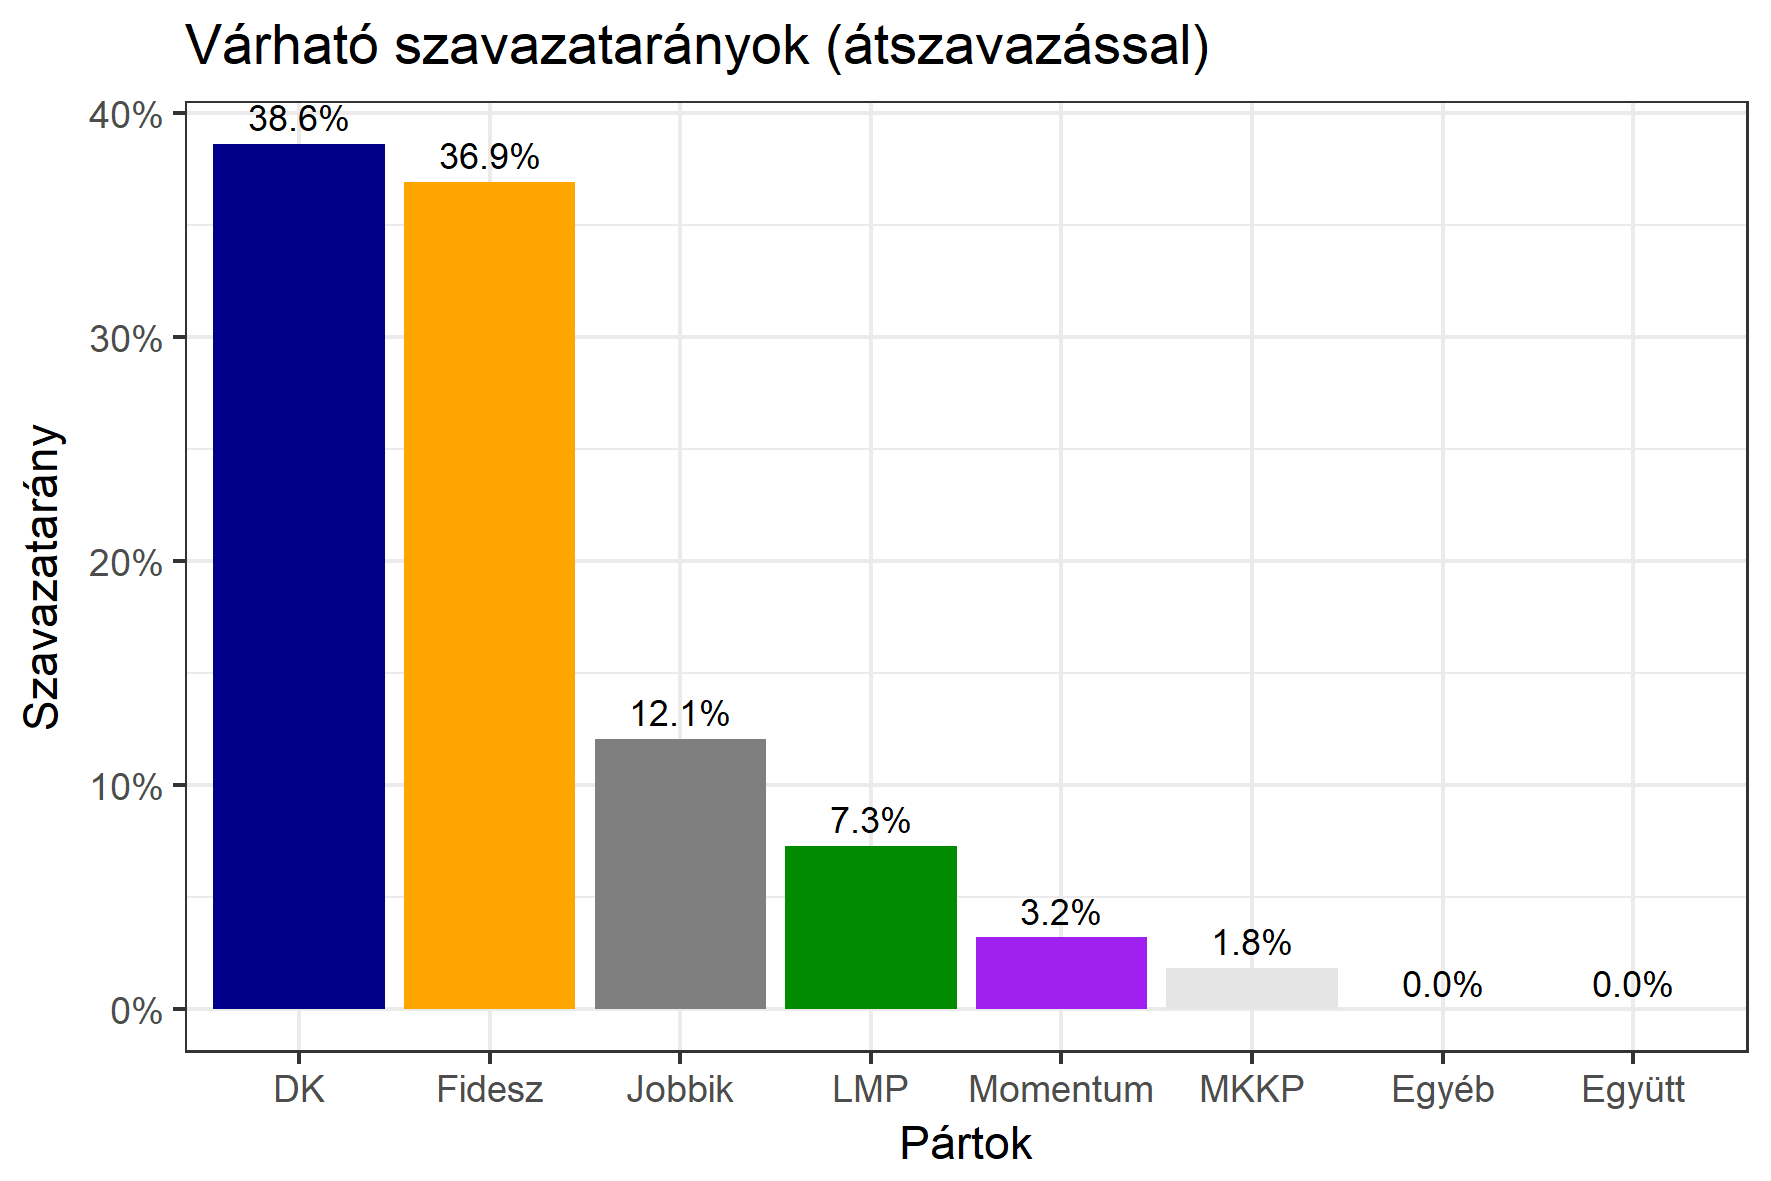 Várható szavazatarányok (átszavazással)
40%
30%
20%
10%
0%
Szavazatarány
38.6%
36.9%
12.1%
7.3%
3.2%
1.8%
0.0%
0.0%
DK
Fidesz
Jobbik
LMP
Momentum
MKKP
Egyéb
Együtt
Pártok